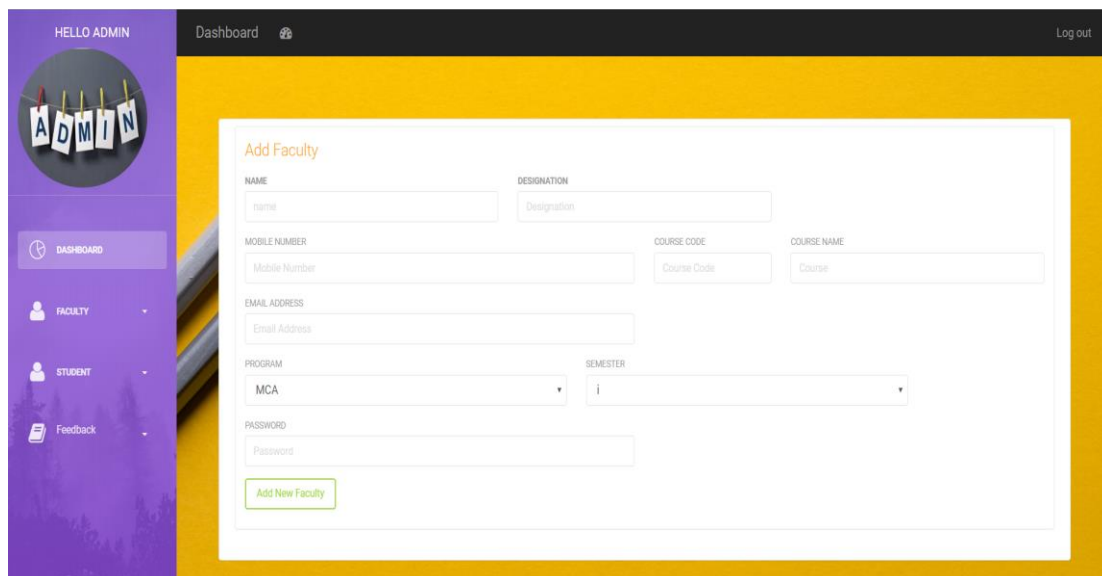 HELLO ADMIN
ADMIN
DASHBOARD
FACULTY
STUDENT
Feedback
Dashboard
Log out
Add Faculty
NAME DESIGNATION
name Designation
MOBILE NUMBER COURSE CODE COURSE NAME
Mobile Number Course Code Course
EMAIL ADDRESS
Email Address
PROGRAM SEMESTER
MCA i
PASSWORD
Password
Add New Faculty